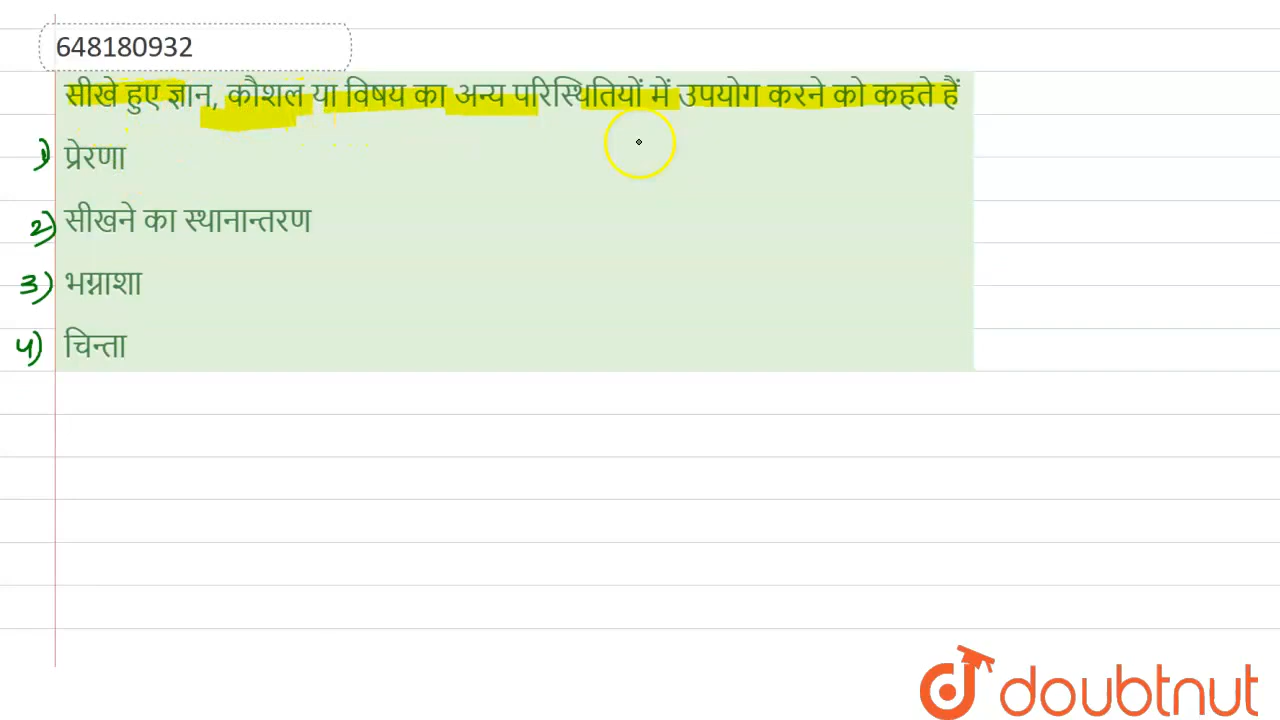 648180932
सीखे हुए ज्ञान, कौशल या विषय का अन्य परिस्थितियों में उपयोग करने को कहते हैं
1) प्रेरणा
2) सीखने का स्थानान्तरण
3) भग्नाशा
4) चिन्ता
doubtnut